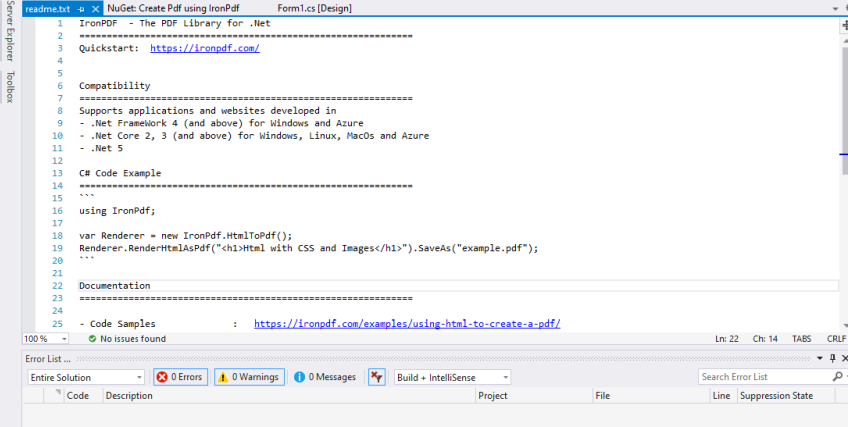 Server Explorer
Toolbox
readme.txt
NuGet: Create Pdf using IronPdf
Form1.cs [Design]
1 IronPDF  - The PDF Library for .Net
2 =================================================================
3 Quickstart:  https://ironpdf.com/
4
5
6 Compatibility
7 =================================================================
8 Supports applications and websites developed in
9 - .Net FrameWork 4 (and above) for Windows and Azure
10 - .Net Core 2, 3 (and above) for Windows, Linux, MacOs and Azure
11 - .Net 5
12
13 C# Code Example
14 =================================================================
15 ```
16 using IronPdf;
17
18 var Renderer = new IronPdf.HtmlToPdf();
19 Renderer.RenderHtmlAsPdf("<h1>Html with CSS and Images</h1>").SaveAs("example.pdf");
20 ```
21
22 Documentation
23 =================================================================
24
25 - Code Samples : https://ironpdf.com/examples/using-html-to-create-a-pdf/
100 % No issues found Ln: 22 Ch: 14 TABS CRLF
Error List ...
Entire Solution 0 Errors 0 Warnings 0 Messages Build + IntelliSense Search Error List
Code Description Project File Line Suppression State